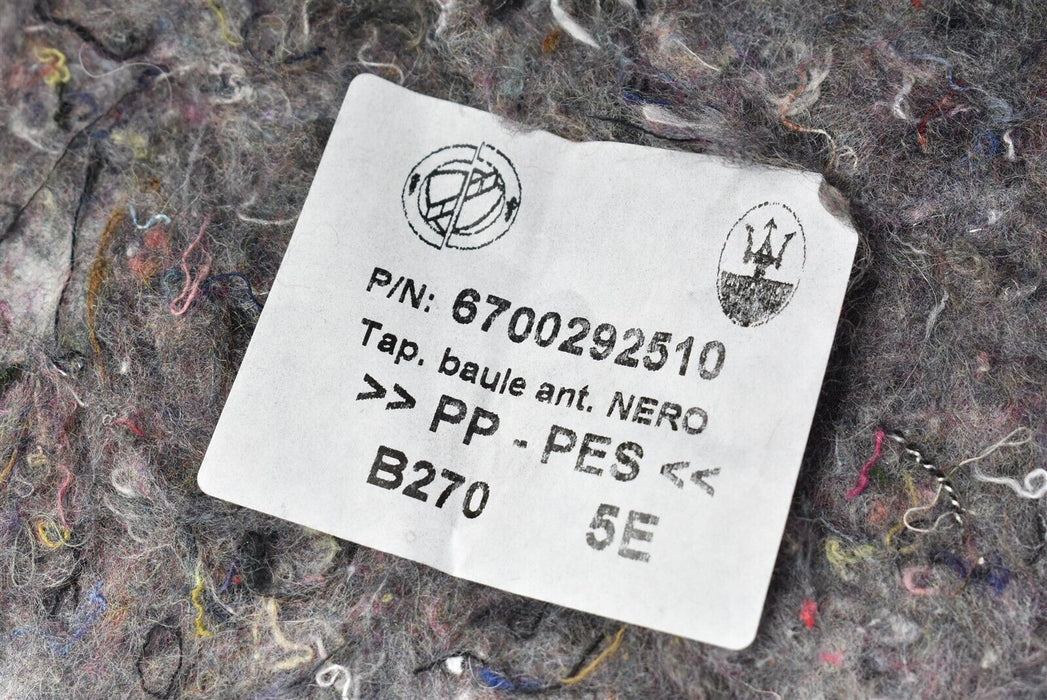 P/N: 6700292510
Tap. baule ant. NERO
>> PP - PES <<
B270 5E